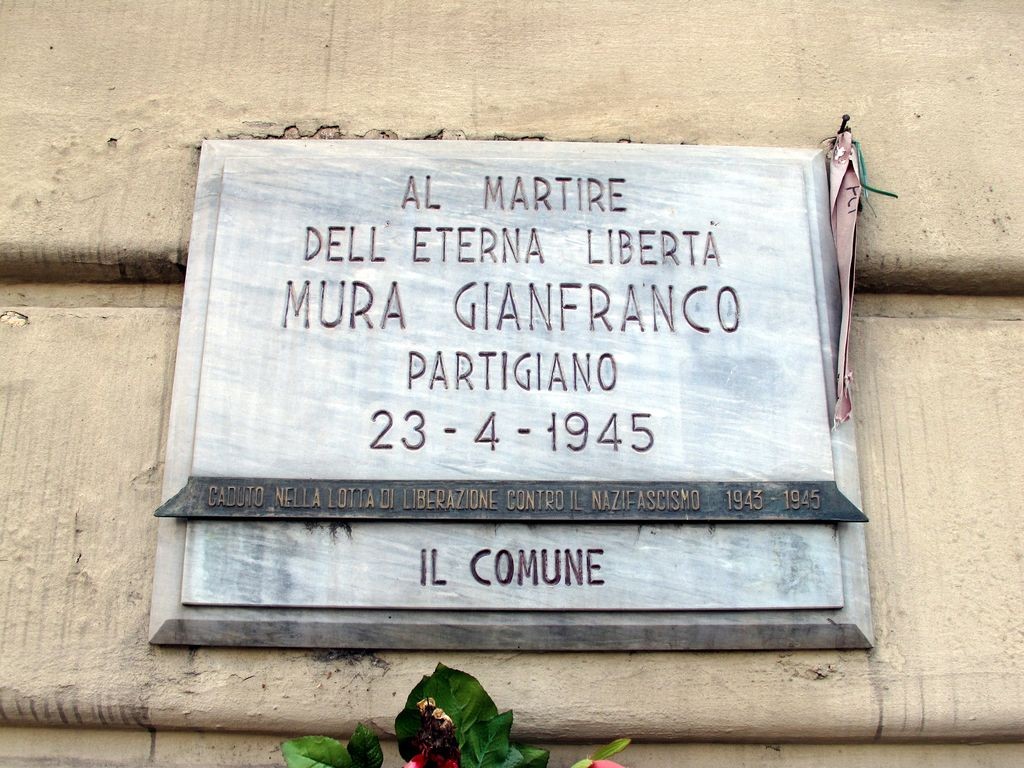 AL MARTIRE
DELL' ETERNA LIBERTÁ
MURA GIANFRANCO
PARTIGIANO
23-4-1945
CADUTO NELLA LOTTA DI LIBERAZIONE CONTRO IL NAZIFASCISMO 1943-1945
IL COMUNE